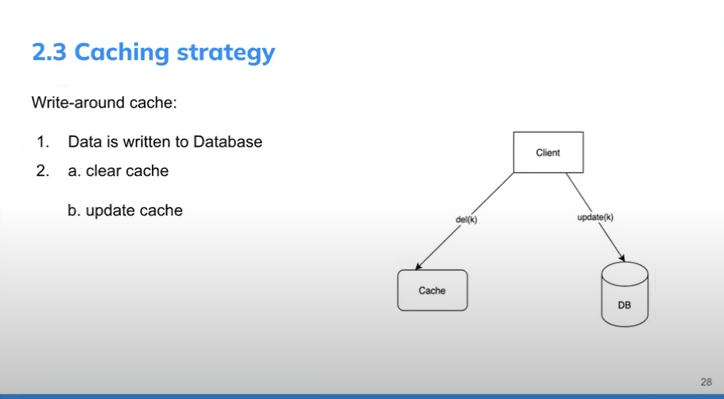 2.3 Caching strategy
Write-around cache:
1. Data is written to Database
2. a. clear cache
b. update cache
Client
del(k)
update(k)
Cache
DB
28